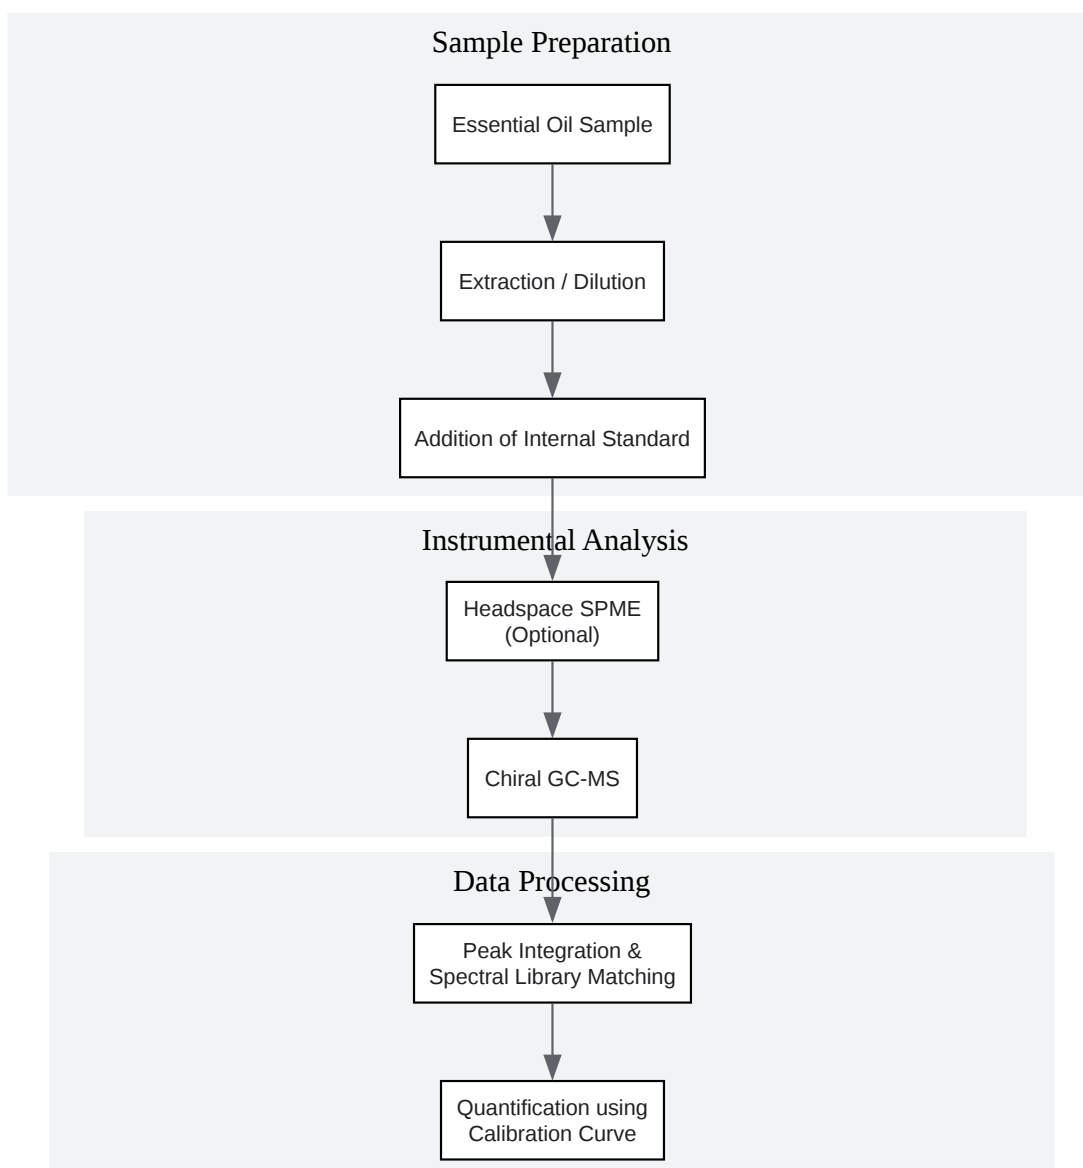 Sample Preparation
Essential Oil Sample
Extraction / Dilution
Addition of Internal Standard
Instrumental Analysis
Headspace SPME
(Optional)
Chiral GC-MS
Data Processing
Peak Integration &
Spectral Library Matching
Quantification using
Calibration Curve